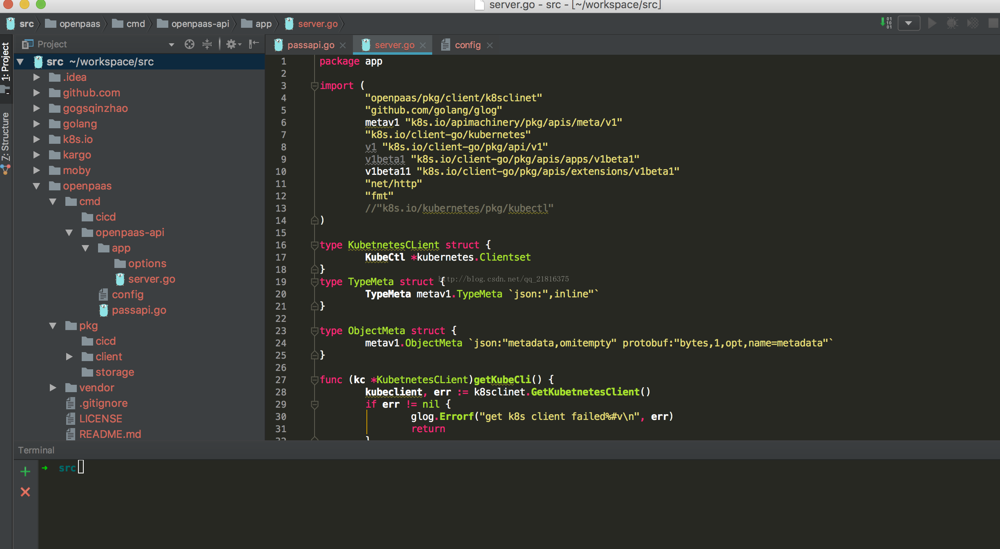 server.go - src - [~/workspace/src]
src openpaas cmd openpaas-api app server.go
1: Project
7: Structure
Project
src ~/workspace/src
.idea
github.com
gogsqinzhao
golang
k8s.io
kargo
moby
openpaas
cmd
cicd
openpaas-api
app
options
server.go
config
passapi.go
pkg
cicd
client
storage
vendor
.gitignore
LICENSE
README.md
passapi.go server.go config
1 package app
2
3 import (
4 "openpaas/pkg/client/k8sclinet"
5 "github.com/golang/glog"
6 metav1 "k8s.io/apimachinery/pkg/apis/meta/v1"
7 "k8s.io/client-go/kubernetes"
8 v1 "k8s.io/client-go/pkg/api/v1"
9 v1beta1 "k8s.io/client-go/pkg/apis/apps/v1beta1"
10 v1beta11 "k8s.io/client-go/pkg/apis/extensions/v1beta1"
11 "net/http"
12 "fmt"
13 //"k8s.io/kubernetes/pkg/kubectl"
14 )
15
16 type KubetnetesCLient struct {
17 KubeCtl *kubernetes.Clientset
18 }
19 type TypeMeta struct {
20 TypeMeta metav1.TypeMeta `json:",inline"`
21 }
22
23 type ObjectMeta struct {
24 metav1.ObjectMeta `json:"metadata,omitempty" protobuf:"bytes,1,opt,name=metadata"`
25 }
26
27 func (kc *KubetnetesCLient)getKubeCli() {
28 kubeclient, err := k8sclinet.GetKubetnetesClient()
29 if err != nil {
30 glog.Errorf("get k8s client failed%#v\n", err)
31 return
32 }
http://blog.csdn.net/qq_21816375
Terminal
➜ src